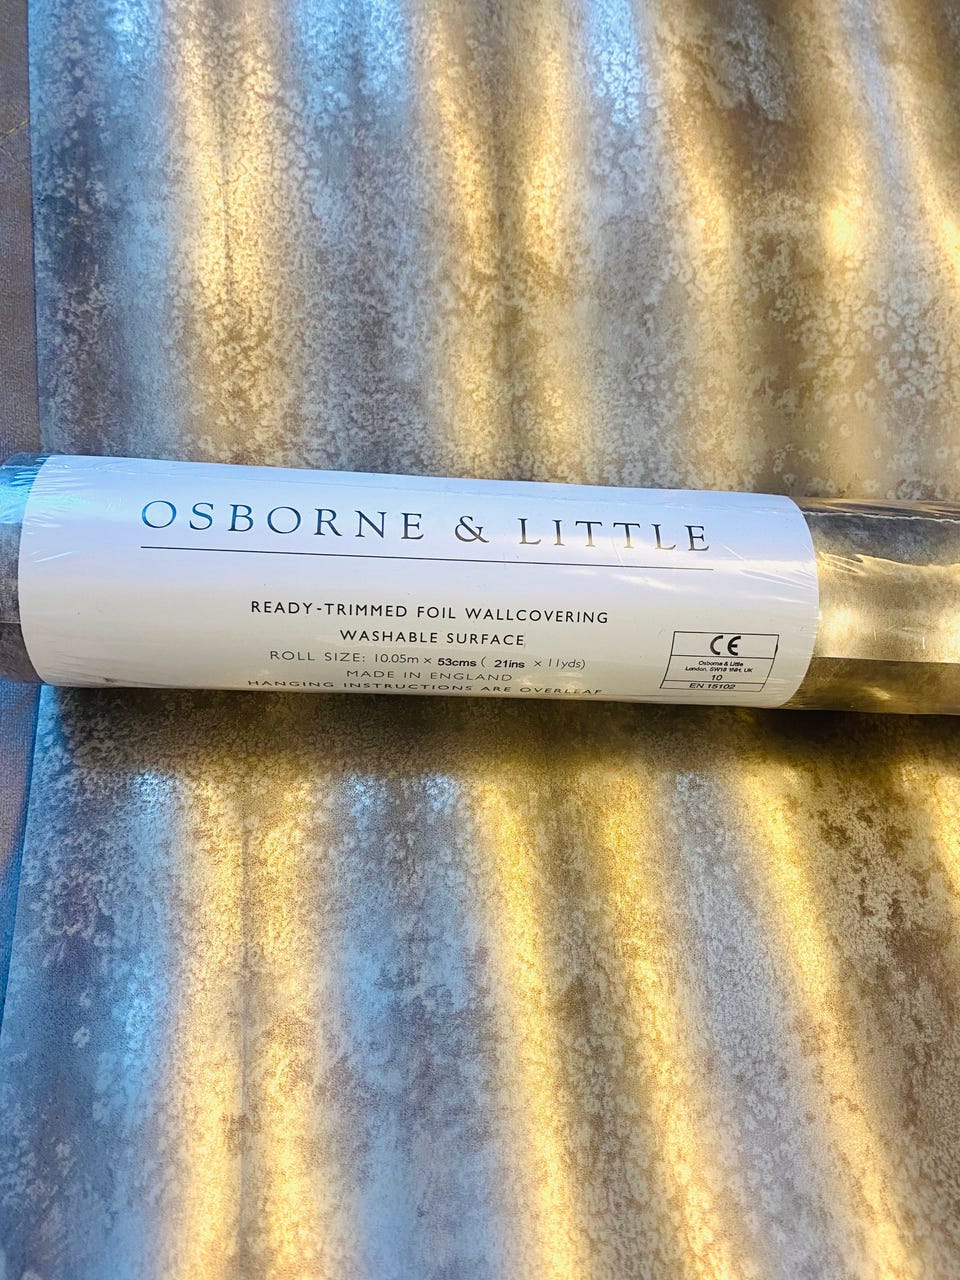 OSBORNE & LITTLE
READY-TRIMMED FOIL WALLCOVERING
WASHABLE SURFACE
ROLL SIZE: 10.05m × 53cms ( 21ins × 11yds)
MADE IN ENGLAND
HANGING INSTRUCTIONS ARE OVERLEAF
CE
Osborne & Little
London, SW18 1NH, UK
10
EN 15102